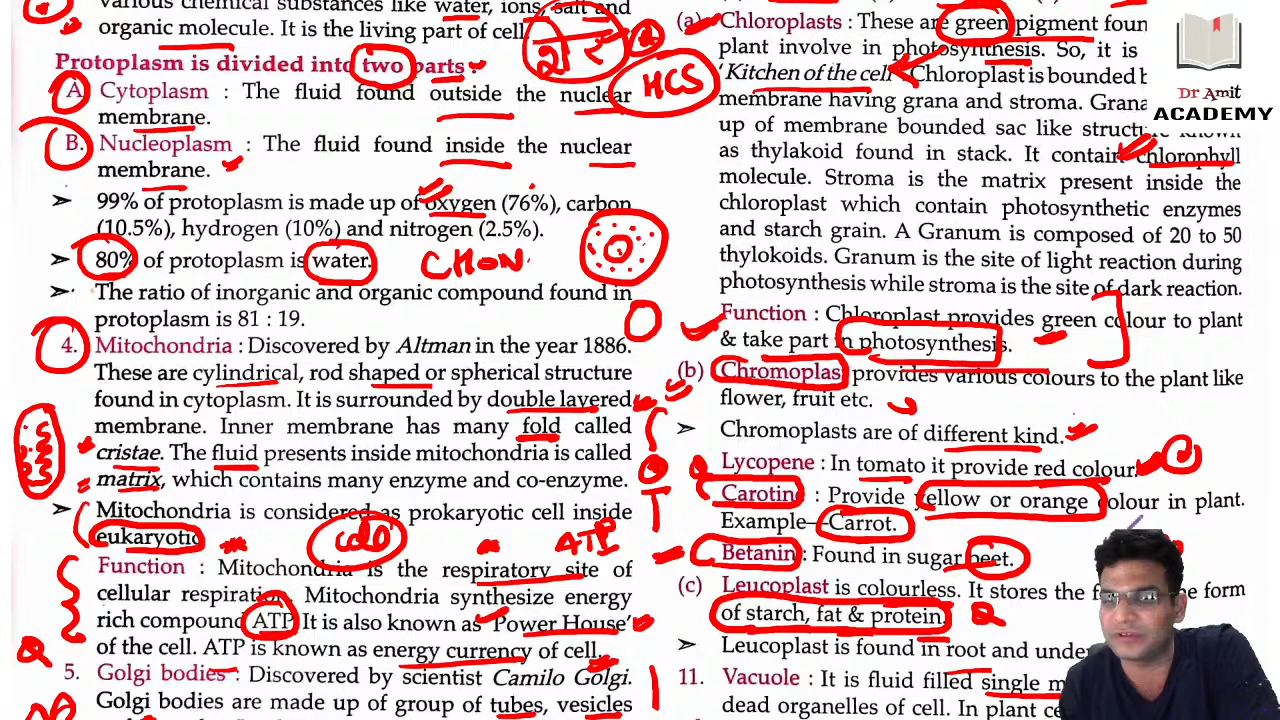 various chemical substances like water, ions, salt and
organic molecule. It is the living part of cell.
Protoplasm is divided into two parts :
A. Cytoplasm : The fluid found outside the nuclear
membrane.
B. Nucleoplasm : The fluid found inside the nuclear
membrane.
➤ 99% of protoplasm is made up of oxygen (76%), carbon
(10.5%), hydrogen (10%) and nitrogen (2.5%).
➤ 80% of protoplasm is water.
CHON
➤ The ratio of inorganic and organic compound found in
protoplasm is 81 : 19.
4. Mitochondria : Discovered by Altman in the year 1886.
These are cylindrical, rod shaped or spherical structure
found in cytoplasm. It is surrounded by double layered
membrane. Inner membrane has many fold called
cristae. The fluid presents inside mitochondria is called
matrix, which contains many enzyme and co-enzyme.
➤ Mitochondria is considered as prokaryotic cell inside
eukaryotic
ATP
Function : Mitochondria is the respiratory site of
cellular respiration. Mitochondria synthesize energy
rich compound ATP. It is also known as 'Power House'
of the cell. ATP is known as energy currency of cell.
5. Golgi bodies : Discovered by scientist Camilo Golgi.
Golgi bodies are made up of group of tubes, vesicles
HCS
(a) Chloroplasts : These are green pigment foun
plant involve in photosynthesis. So, it is
'Kitchen of the cell' Chloroplast is bounded b
membrane having grana and stroma. Grana
up of membrane bounded sac like structure known
as thylakoid found in stack. It contain chlorophyll
molecule. Stroma is the matrix present inside the
chloroplast which contain photosynthetic enzymes
and starch grain. A Granum is composed of 20 to 50
thylokoids. Granum is the site of light reaction during
photosynthesis while stroma is the site of dark reaction.
Function : Chloroplast provides green colour to plant
& take part in photosynthesis.
(b) Chromoplast provides various colours to the plant like
flower, fruit etc.
➤ Chromoplasts are of different kind.
Lycopene : In tomato it provide red colour.
Carotine : Provide yellow or orange colour in plant.
Example—Carrot.
Betanin : Found in sugar beet.
(c) Leucoplast is colourless. It stores the f e form
of starch, fat & protein.
➤ Leucoplast is found in root and under
11. Vacuole : It is fluid filled single m
dead organelles of cell. In plant ce
Dr Amit
ACADEMY